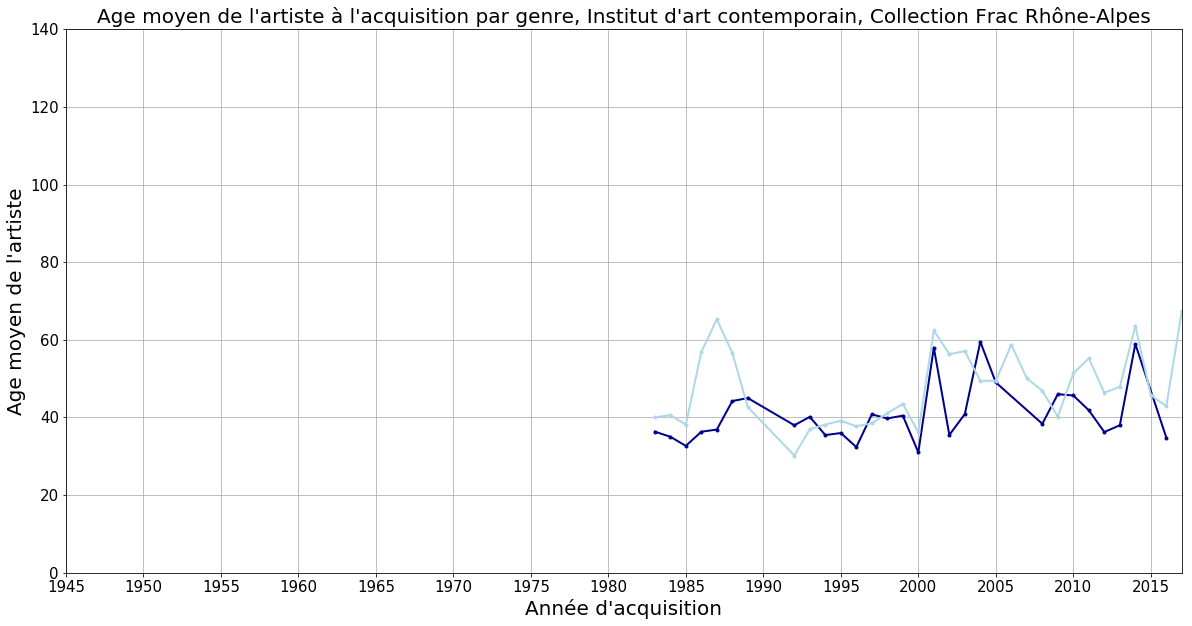 Age moyen de l'artiste à l'acquisition par genre, Institut d'art contemporain, Collection Frac Rhône-Alpes
140
120
100
80
60
40
20
0
Age moyen de l'artiste
1945 1950 1955 1960 1965 1970 1975 1980 1985 1990 1995 2000 2005 2010 2015
Année d'acquisition